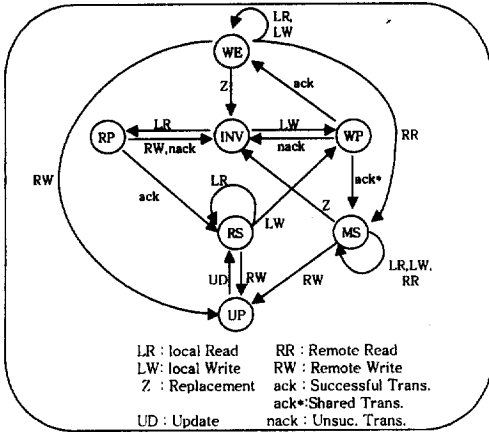 LR,
LW
WE
Z
ack
LR
LW
RP
INV
WP
RW,nack
nack
RR
RW
ack
LR
ack*
Z
RS
LW
MS
UD
RW
RW
LR,LW,
RR
UP
LR : local Read RR : Remote Read
LW: local Write RW : Remote Write
Z : Replacement ack : Successful Trans.
ack*:Shared Trans.
UD : Update nack : Unsuc. Trans.